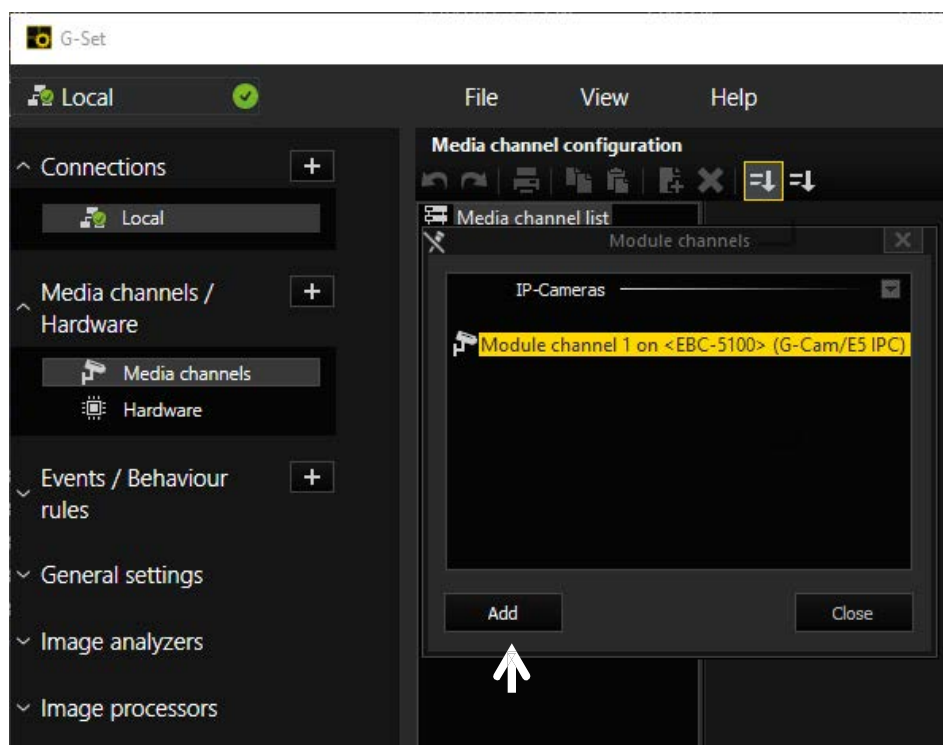 G-Set
Local
File View Help
Connections
Local
Media channels /
Hardware
Media channels
Hardware
Events / Behaviour
rules
General settings
Image analyzers
Image processors
Media channel configuration
Media channel list
Module channels
IP-Cameras
Module channel 1 on <EBC-5100> (G-Cam/E5 IPC)
Add Close